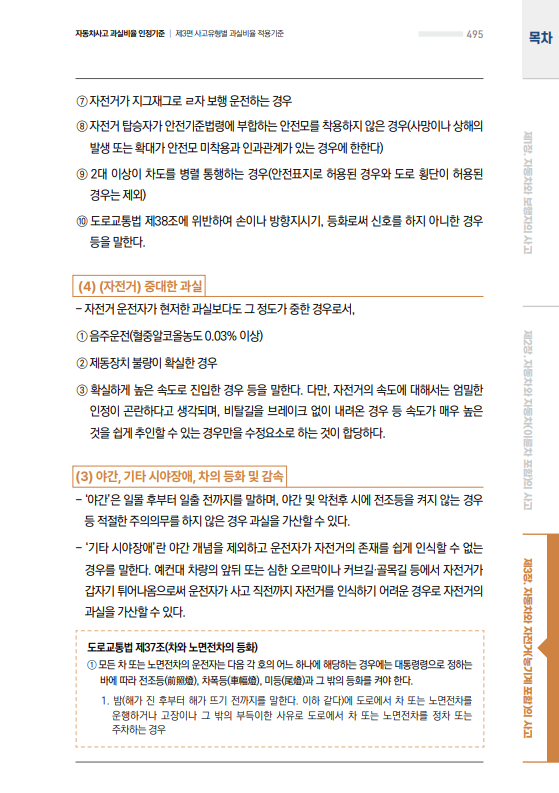 자동차사고 과실비율 인정기준 | 제3편 사고유형별 과실비율 적용기준
495
목차
⑦ 자전거가 지그재그로 ㄹ자 보행 운전하는 경우
⑧ 자전거 탑승자가 안전기준법령에 부합하는 안전모를 착용하지 않은 경우(사망이나 상해의
발생 또는 확대가 안전모 미착용과 인과관계가 있는 경우에 한한다)
⑨ 2대 이상이 차도를 병렬 통행하는 경우(안전표지로 허용된 경우와 도로 횡단이 허용된
경우는 제외)
⑩ 도로교통법 제38조에 위반하여 손이나 방향지시기, 등화로써 신호를 하지 아니한 경우
등을 말한다.
(4) (자전거) 중대한 과실
- 자전거 운전자가 현저한 과실보다도 그 정도가 중한 경우로서,
① 음주운전(혈중알코올농도 0.03% 이상)
② 제동장치 불량이 확실한 경우
③ 확실하게 높은 속도로 진입한 경우 등을 말한다. 다만, 자전거의 속도에 대해서는 엄밀한
인정이 곤란하다고 생각되며, 비탈길을 브레이크 없이 내려온 경우 등 속도가 매우 높은
것을 쉽게 추인할 수 있는 경우만을 수정요소로 하는 것이 합당하다.
(3) 야간, 기타 시야장애, 차의 등화 및 감속
- ‘야간’은 일몰 후부터 일출 전까지를 말하며, 야간 및 악천후 시에 전조등을 켜지 않는 경우
등 적절한 주의의무를 하지 않은 경우 과실을 가산할 수 있다.
- ‘기타 시야장애’란 야간 개념을 제외하고 운전자가 자전거의 존재를 쉽게 인식할 수 없는
경우를 말한다. 예컨대 차량의 앞뒤 또는 심한 오르막이나 커브길·골목길 등에서 자전거가
갑자기 튀어나옴으로써 운전자가 사고 직전까지 자전거를 인식하기 어려운 경우로 자전거의
과실을 가산할 수 있다.
도로교통법 제37조(차와 노면전차의 등화)
① 모든 차 또는 노면전차의 운전자는 다음 각 호의 어느 하나에 해당하는 경우에는 대통령령으로 정하는
바에 따라 전조등(前照燈), 차폭등(車幅燈), 미등(尾燈)과 그 밖의 등화를 켜야 한다.
1. 밤(해가 진 후부터 해가 뜨기 전까지를 말한다. 이하 같다)에 도로에서 차 또는 노면전차를
운행하거나 고장이나 그 밖의 부득이한 사유로 도로에서 차 또는 노면전차를 정차 또는
주차하는 경우
제1장. 자동차와 보행자의 사고
제2장. 자동차와 자동차(이륜차 포함)의 사고
제3장. 자동차와 자전거(농기계 포함)의 사고